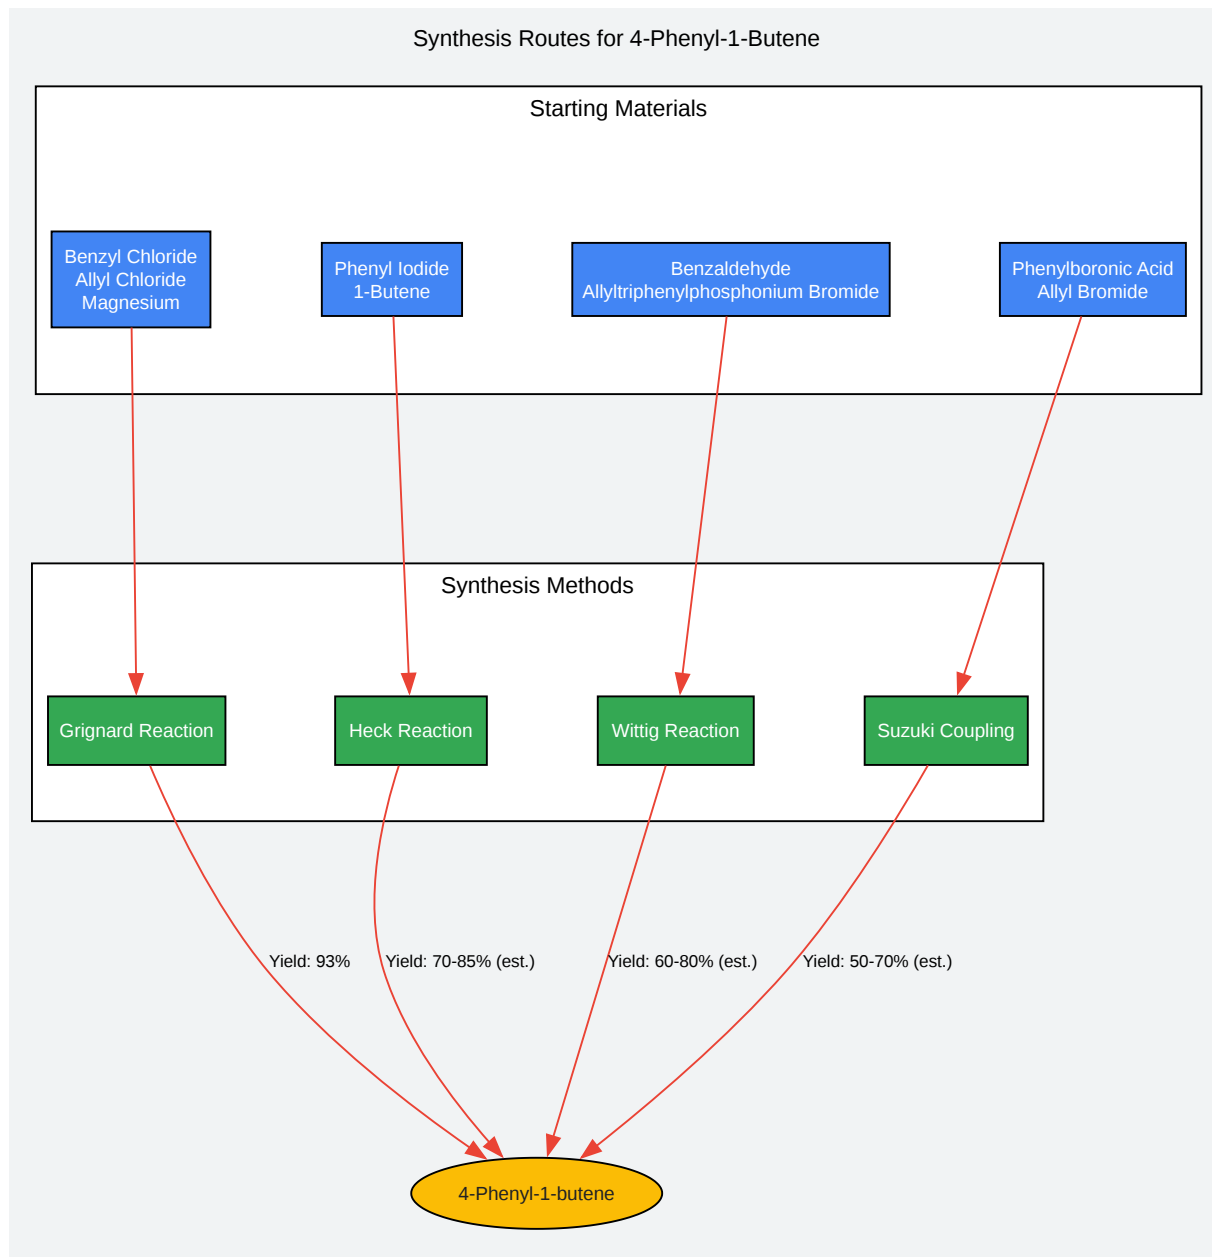 Synthesis Routes for 4-Phenyl-1-Butene
Starting Materials
Benzyl Chloride
Allyl Chloride
Magnesium
Phenyl Iodide
1-Butene
Benzaldehyde
Allyltriphenylphosphonium Bromide
Phenylboronic Acid
Allyl Bromide
Synthesis Methods
Grignard Reaction
Heck Reaction
Wittig Reaction
Suzuki Coupling
Yield: 93%
Yield: 70-85% (est.)
Yield: 60-80% (est.)
Yield: 50-70% (est.)
4-Phenyl-1-butene